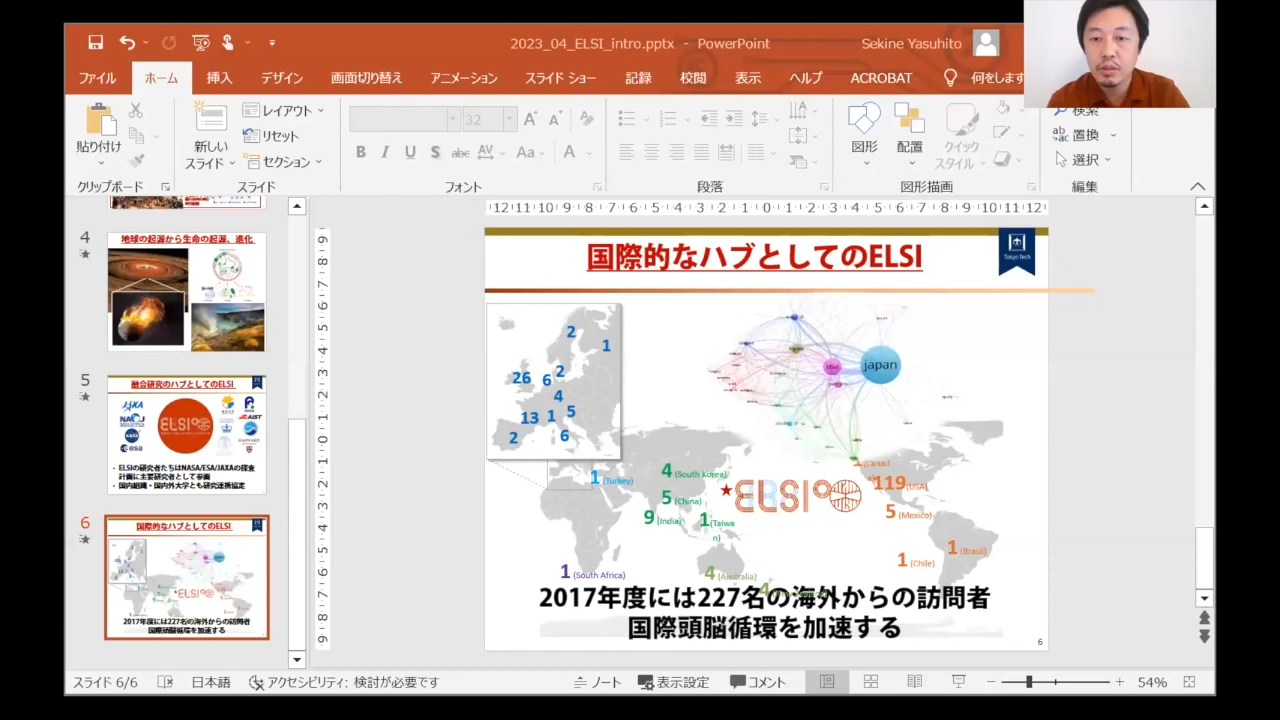 2023_04_ELSI_intro.pptx - PowerPoint
Sekine Yasuhito
ファイル
ホーム
挿入
デザイン
画面切り替え
アニメーション
スライド ショー
記録
校閲
表示
ヘルプ
ACROBAT
何をします
貼り付け
新しい
スライド
レイアウト
リセット
セクション
32
B I U S abc AV Aa A
図形
配置
クイック
スタイル
検索
置換
選択
クリップボード
スライド
フォント
段落
図形描画
編集
12 11 10 9 8 7 6 5 4 3 2 1 0 1 2 3 4 5 6 7 8 9 10 11 12
4
地球の起源から生命の起源、進化
5
融合研究のハブとしてのELSI
JAXA
NAOJ
NASA
esa
ELSI
AIST
HARVARD
・ELSIの研究者たちはNASA/ESA/JAXAの探査
計画に主要研究者として参画
・国内組織・国内外大学とも研究連携協定
6
国際的なハブとしてのELSI
ELSI
2017年度には227名の海外からの訪問者
国際頭脳循環を加速する
国際的なハブとしてのELSI
Tokyo Tech
2
1
26
6
2
4
13
1
5
2
6
usa
japan
1 (Turkey)
4 (South Korea)
5 (China)
9 (India)
1 (Taiwa
n)
ELSI
119 (USA)
5 (Mexico)
1 (Brasil)
1 (Chile)
1 (South Africa)
4 (Australia)
4
2017年度には227名の海外からの訪問者
国際頭脳循環を加速する
6
スライド 6/6
日本語
アクセシビリティ: 検討が必要です
ノート
表示設定
コメント
54%